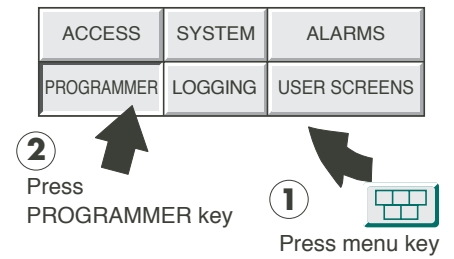 ACCESS SYSTEM ALARMS
PROGRAMMER LOGGING USER SCREENS
2
Press
PROGRAMMER key
1
Press menu key